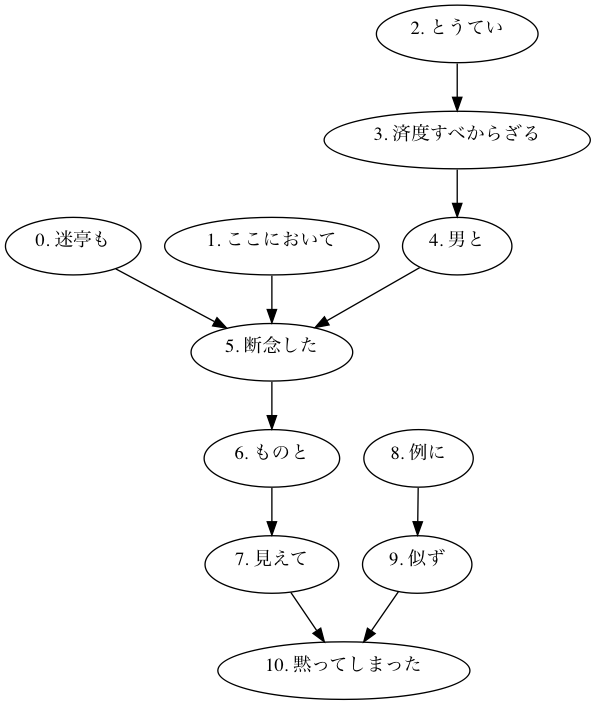 2. とうてい
3. 済度すべからざる
0. 迷亭も
1. ここにおいて
4. 男と
5. 断念した
6. ものと
8. 例に
7. 見えて
9. 似ず
10. 黙ってしまった